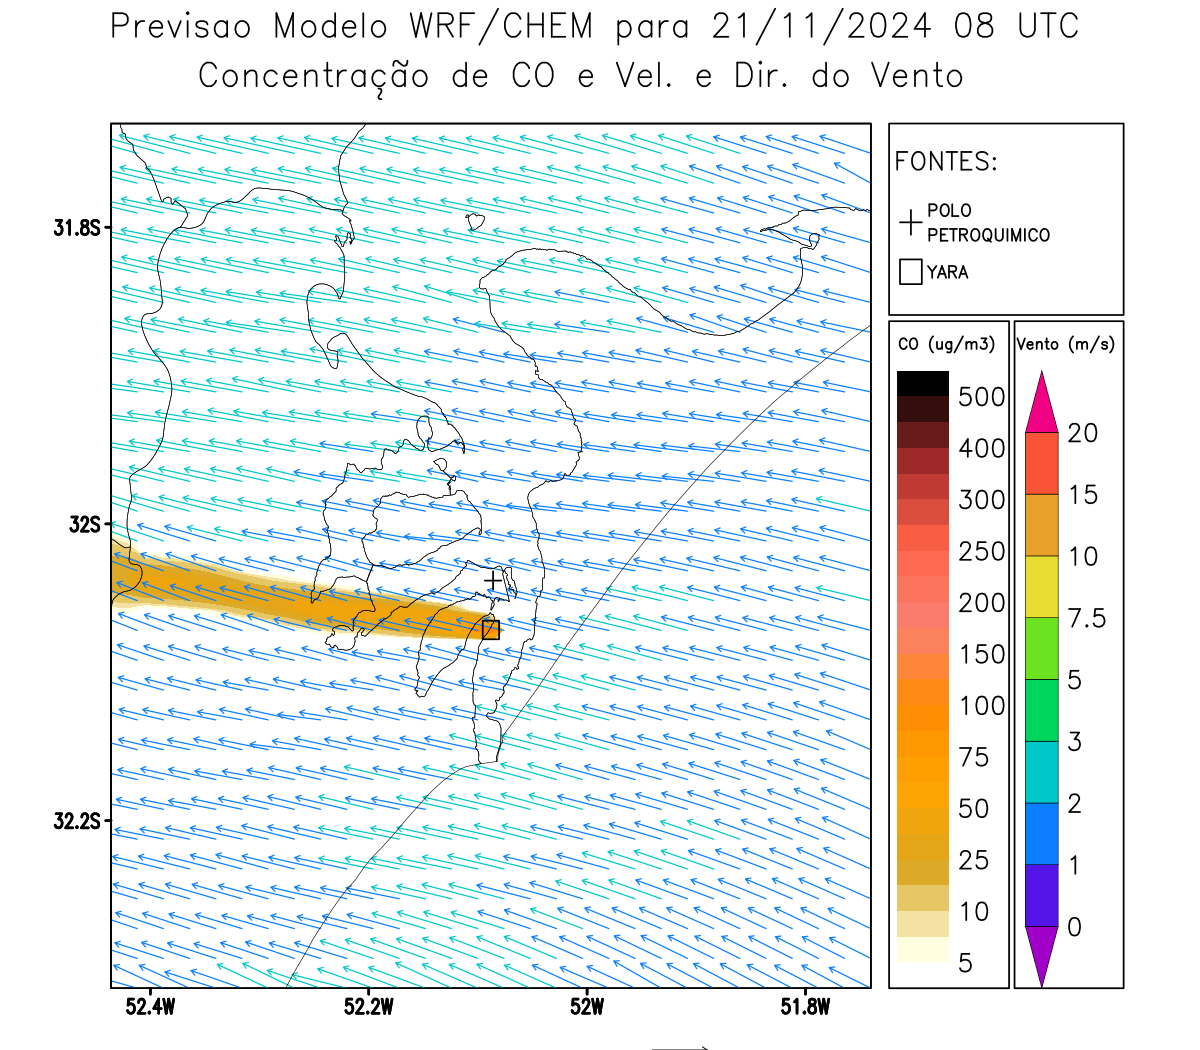 Previsao Modelo WRF/CHEM para 21/11/2024 08 UTC
Concentração de CO e Vel. e Dir. do Vento
FONTES:
POLO
PETROQUIMICO
YARA
CO (ug/m3)
500
400
300
250
200
150
100
75
50
25
10
5
Vento (m/s)
20
15
10
7.5
5
3
2
1
0
31.8S
32S
32.2S
52.4W
52.2W
52W
51.8W